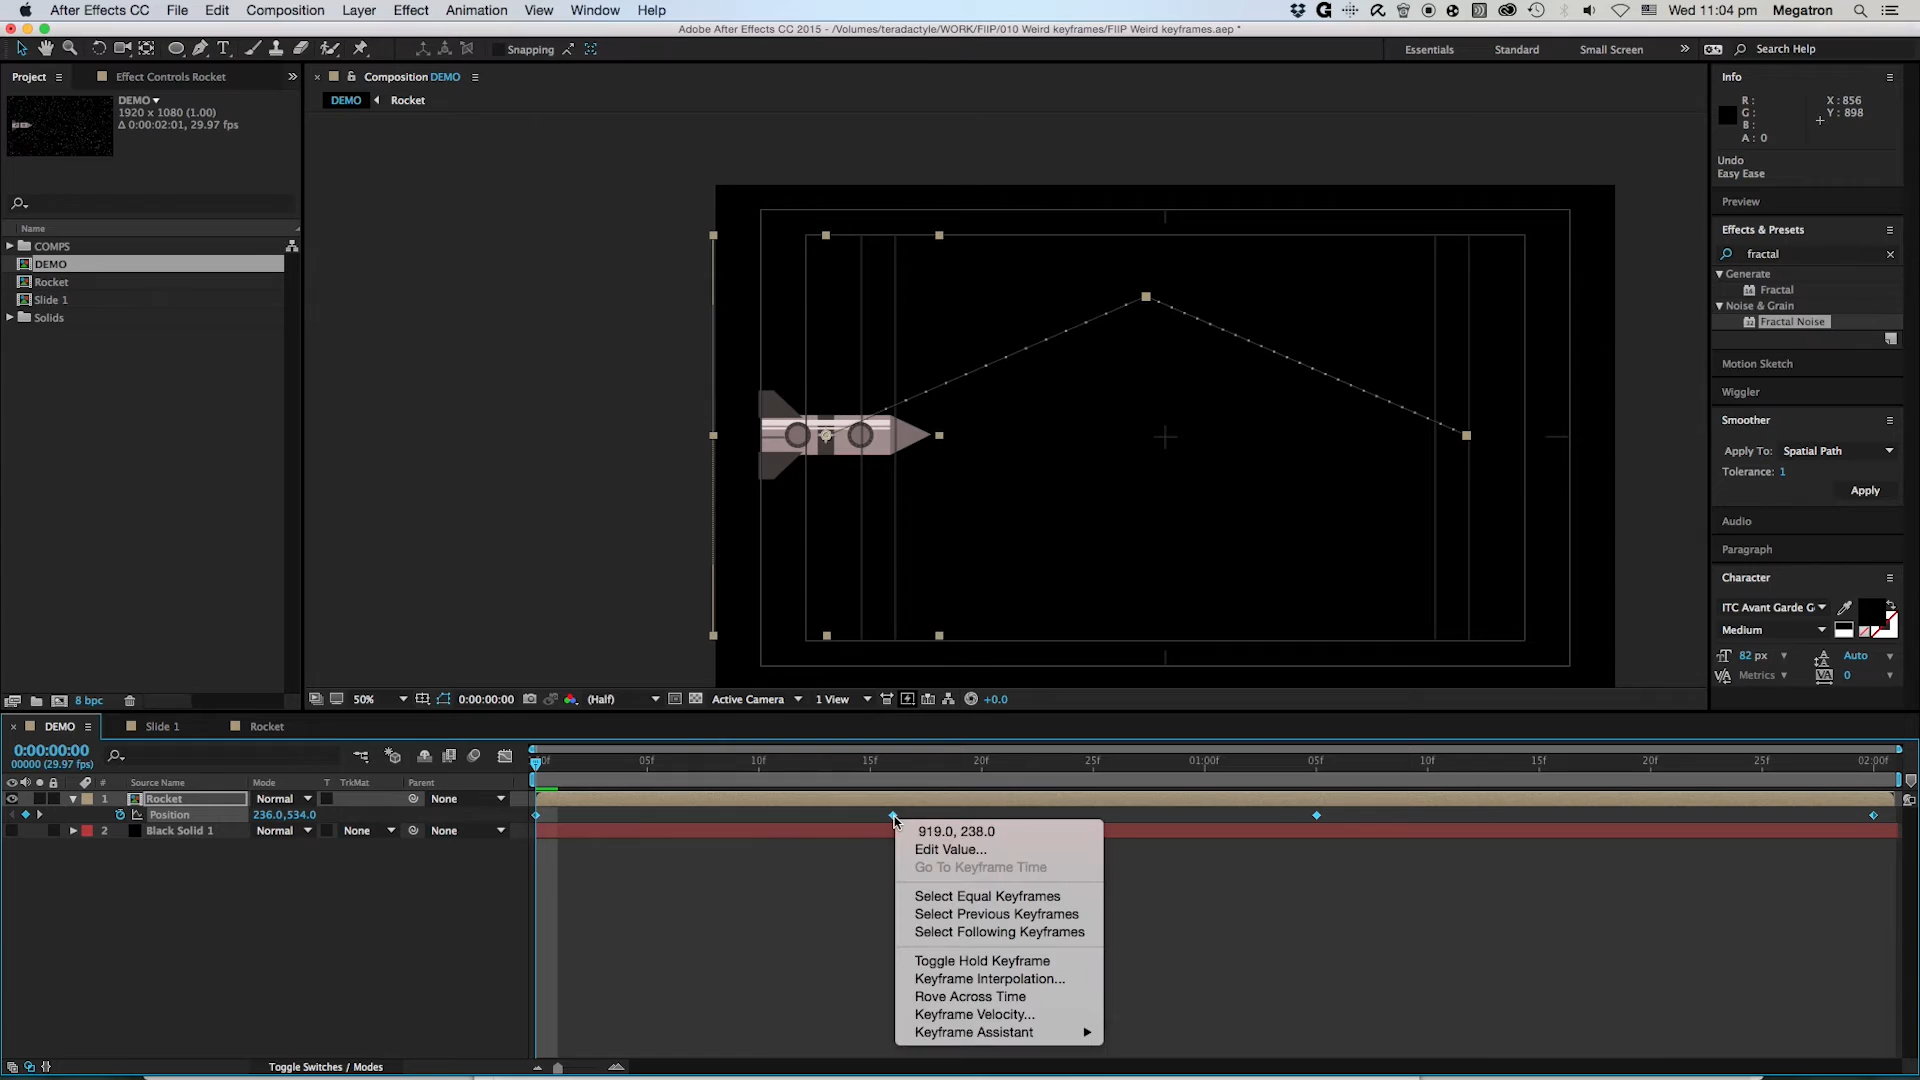 After Effects CC File Edit Composition Layer Effect Animation View Window Help
Wed 11:04 pm Megatron
Adobe After Effects CC 2015 - /Volumes/teradactyle/WORK/FIIP/010 Weird keyframes/FIIP Weird keyframes.aep *
Snapping
Essentials Standard Small Screen » Search Help
Project Effect Controls Rocket »
Composition DEMO
DEMO Rocket
DEMO
1920 x 1080 (1.00)
Δ 0:00:02:01, 29.97 fps
Name
COMPS
DEMO
Rocket
Slide 1
Solids
8 bpc
50% 0:00:00:00 (Half) Active Camera 1 View +0.0
Info
R:
G:
B:
A: 0
X: 856
Y: 898
Undo
Easy Ease
Preview
Effects & Presets
fractal
Generate
Fractal
Noise & Grain
Fractal Noise
Motion Sketch
Wiggler
Smoother
Apply To: Spatial Path
Tolerance: 1
Apply
Audio
Paragraph
Character
ITC Avant Garde G
Medium
82 px Auto
Metrics 0
DEMO Slide 1 Rocket
0:00:00:00
00000 (29.97 fps)
05f 10f 15f 20f 25f 01:00f 05f 10f 15f 20f 25f 02:00f
# Source Name Mode T TrkMat Parent
1 Rocket Normal None
Position 236.0,534.0
2 Black Solid 1 Normal None None
919.0, 238.0
Edit Value...
Go To Keyframe Time
Select Equal Keyframes
Select Previous Keyframes
Select Following Keyframes
Toggle Hold Keyframe
Keyframe Interpolation...
Rove Across Time
Keyframe Velocity...
Keyframe Assistant
Toggle Switches / Modes